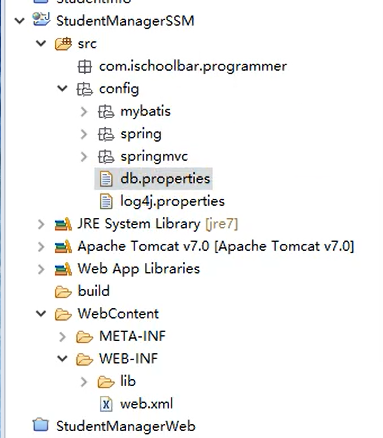 StudentInfo
StudentManagerSSM
src
com.ischoolbar.programmer
config
mybatis
spring
springmvc
db.properties
log4j.properties
JRE System Library [jre7]
Apache Tomcat v7.0 [Apache Tomcat v7.0]
Web App Libraries
build
WebContent
META-INF
WEB-INF
lib
web.xml
StudentManagerWeb